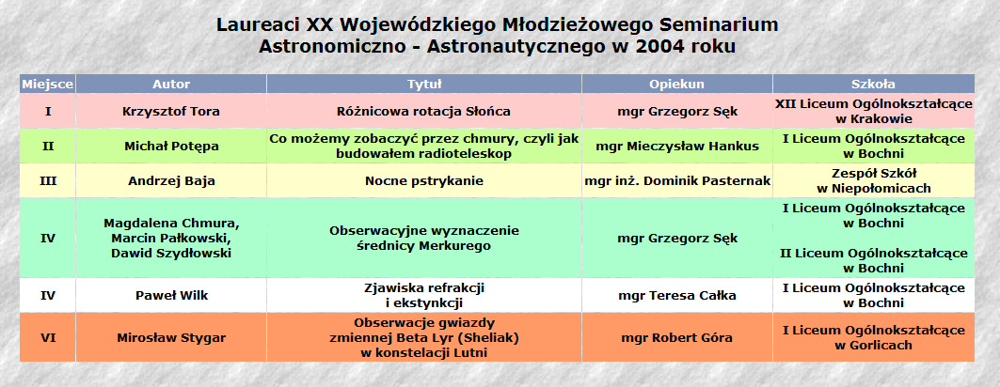 Laureaci XX Wojewódzkiego Młodzieżowego Seminarium
Astronomiczno - Astronautycznego w 2004 roku
Miejsce Autor Tytuł Opiekun Szkoła
I Krzysztof Tora Różnicowa rotacja Słońca mgr Grzegorz Sęk XII Liceum Ogólnokształcące
w Krakowie
II Michał Potępa Co możemy zobaczyć przez chmury, czyli jak
budowałem radioteleskop mgr Mieczysław Hankus I Liceum Ogólnokształcące
w Bochni
III Andrzej Baja Nocne pstrykanie mgr inż. Dominik Pasternak Zespół Szkół
w Niepołomicach
IV Magdalena Chmura,
Marcin Pałkowski,
Dawid Szydłowski
Obserwacyjne wyznaczenie
średnicy Merkurego
mgr Grzegorz Sęk
I Liceum Ogólnokształcące
w Bochni
II Liceum Ogólnokształcące
w Bochni
IV Paweł Wilk Zjawiska refrakcji
i ekstynkcji mgr Teresa Całka I Liceum Ogólnokształcące
w Bochni
VI Mirosław Stygar Obserwacje gwiazdy
zmiennej Beta Lyr (Sheliak)
w konstelacji Lutni mgr Robert Góra I Liceum Ogólnokształcące
w Gorlicach